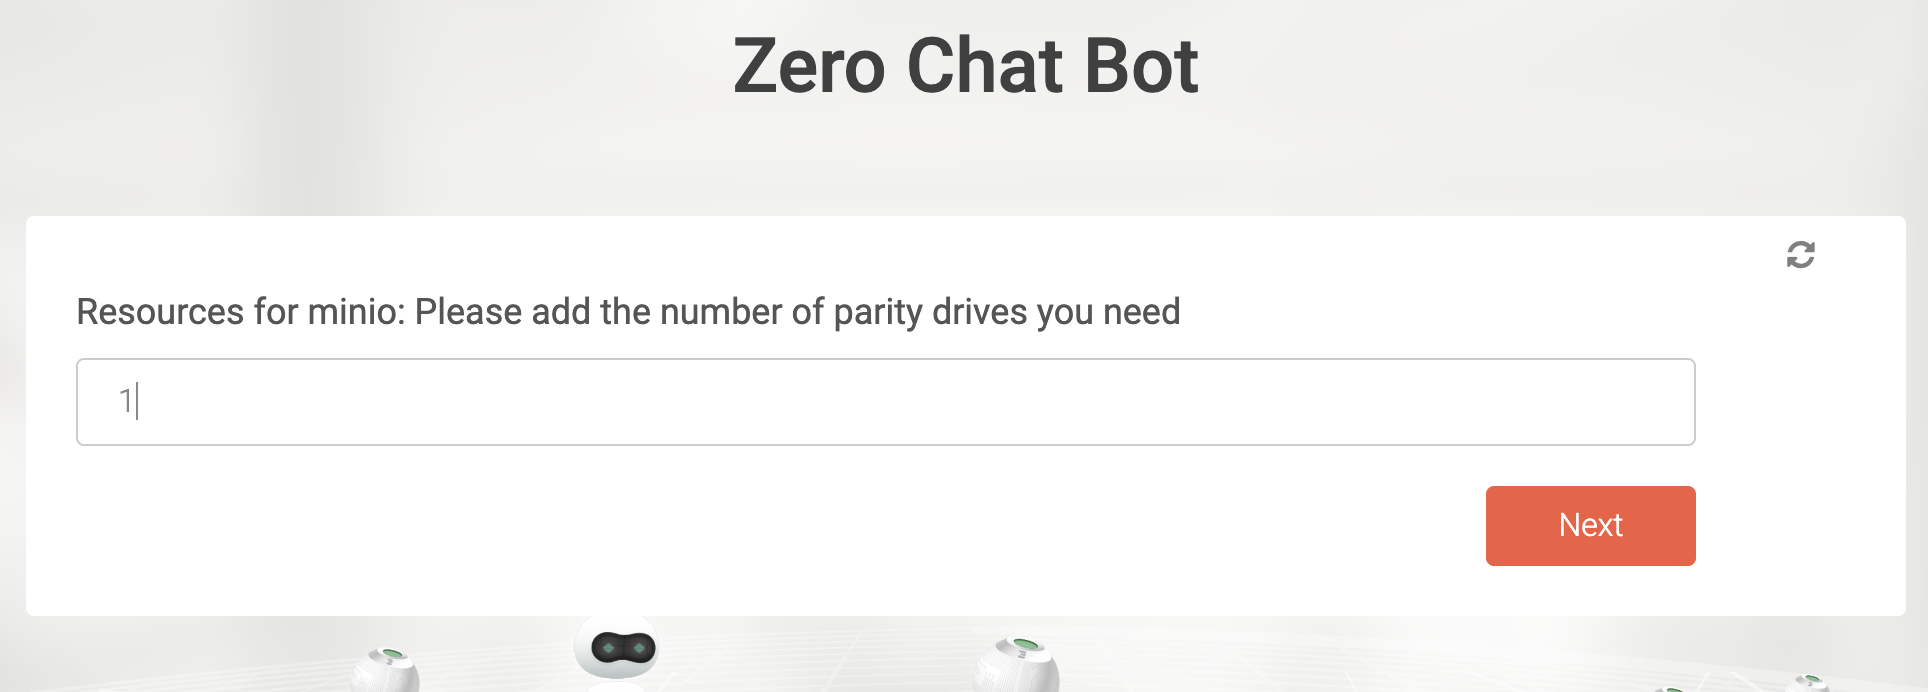 Zero Chat Bot
Resources for minio: Please add the number of parity drives you need
1
Next